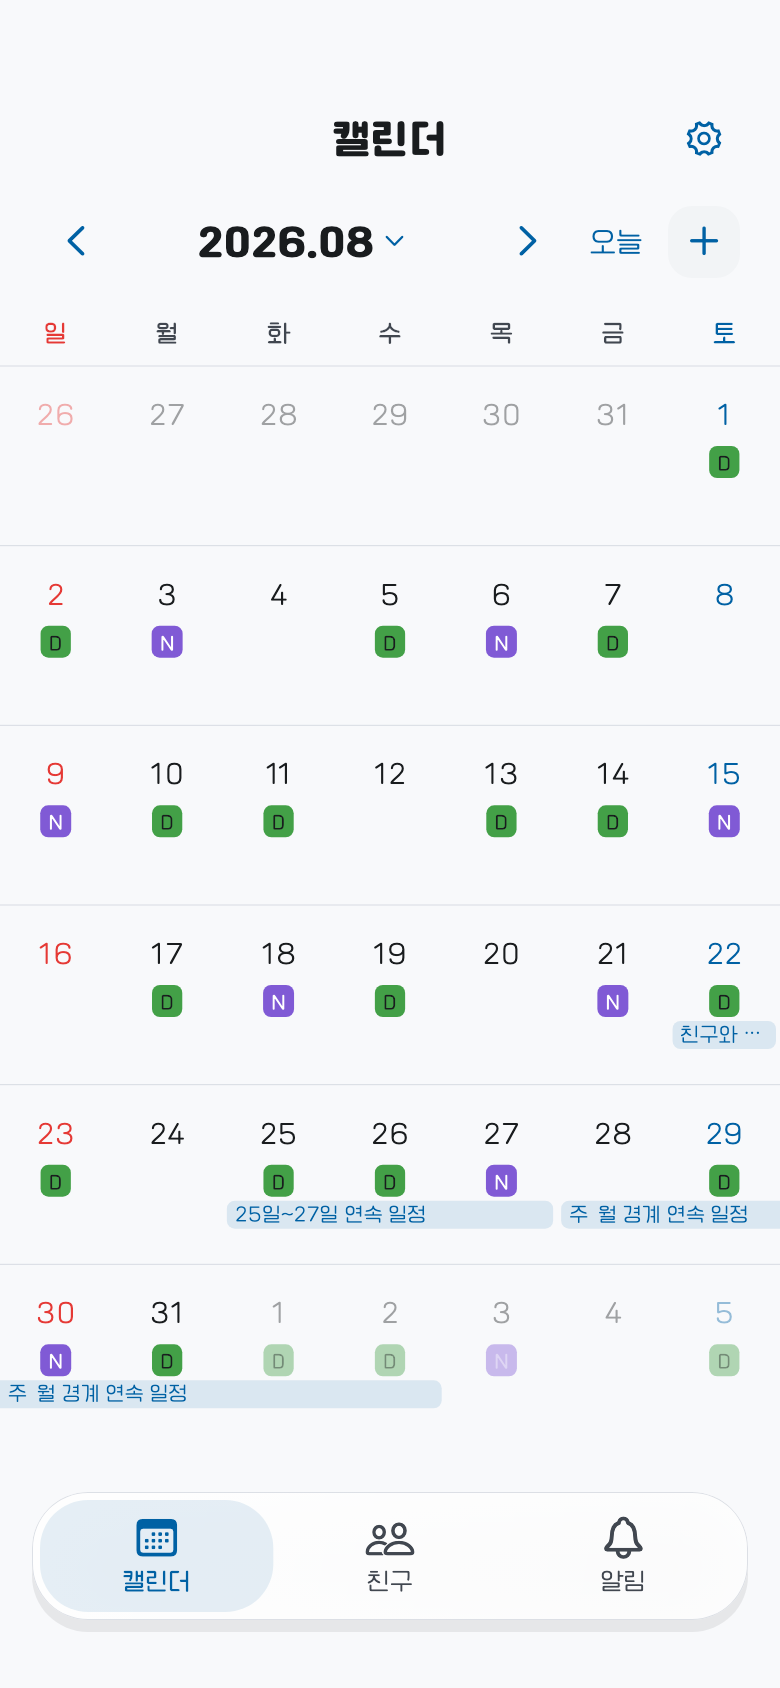 캘린더
2026.08 오늘
일 월 화 수 목 금 토
26 27 28 29 30 31 1
D
2 3 4 5 6 7 8
D N D N D
9 10 11 12 13 14 15
N D D D D N
16 17 18 19 20 21 22
D N D N D
친구와 ···
23 24 25 26 27 28 29
D D D N D
25일~27일 연속 일정 주 월 경계 연속 일정
30 31 1 2 3 4 5
N D D D N D
주 월 경계 연속 일정
캘린더 친구 알림